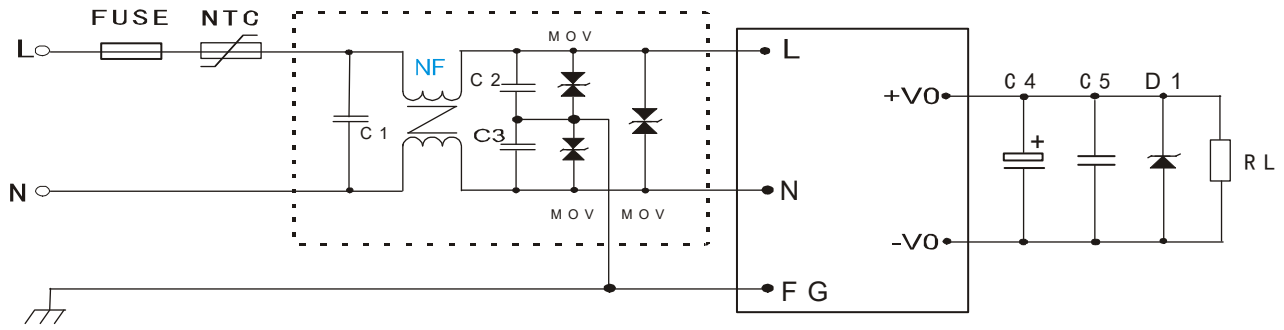 FUSE NTC
L
MOV
NF
C2
C1
C3
N
MOV MOV
L
+V0
N
-V0
FG
C4 C5 D1
+
RL